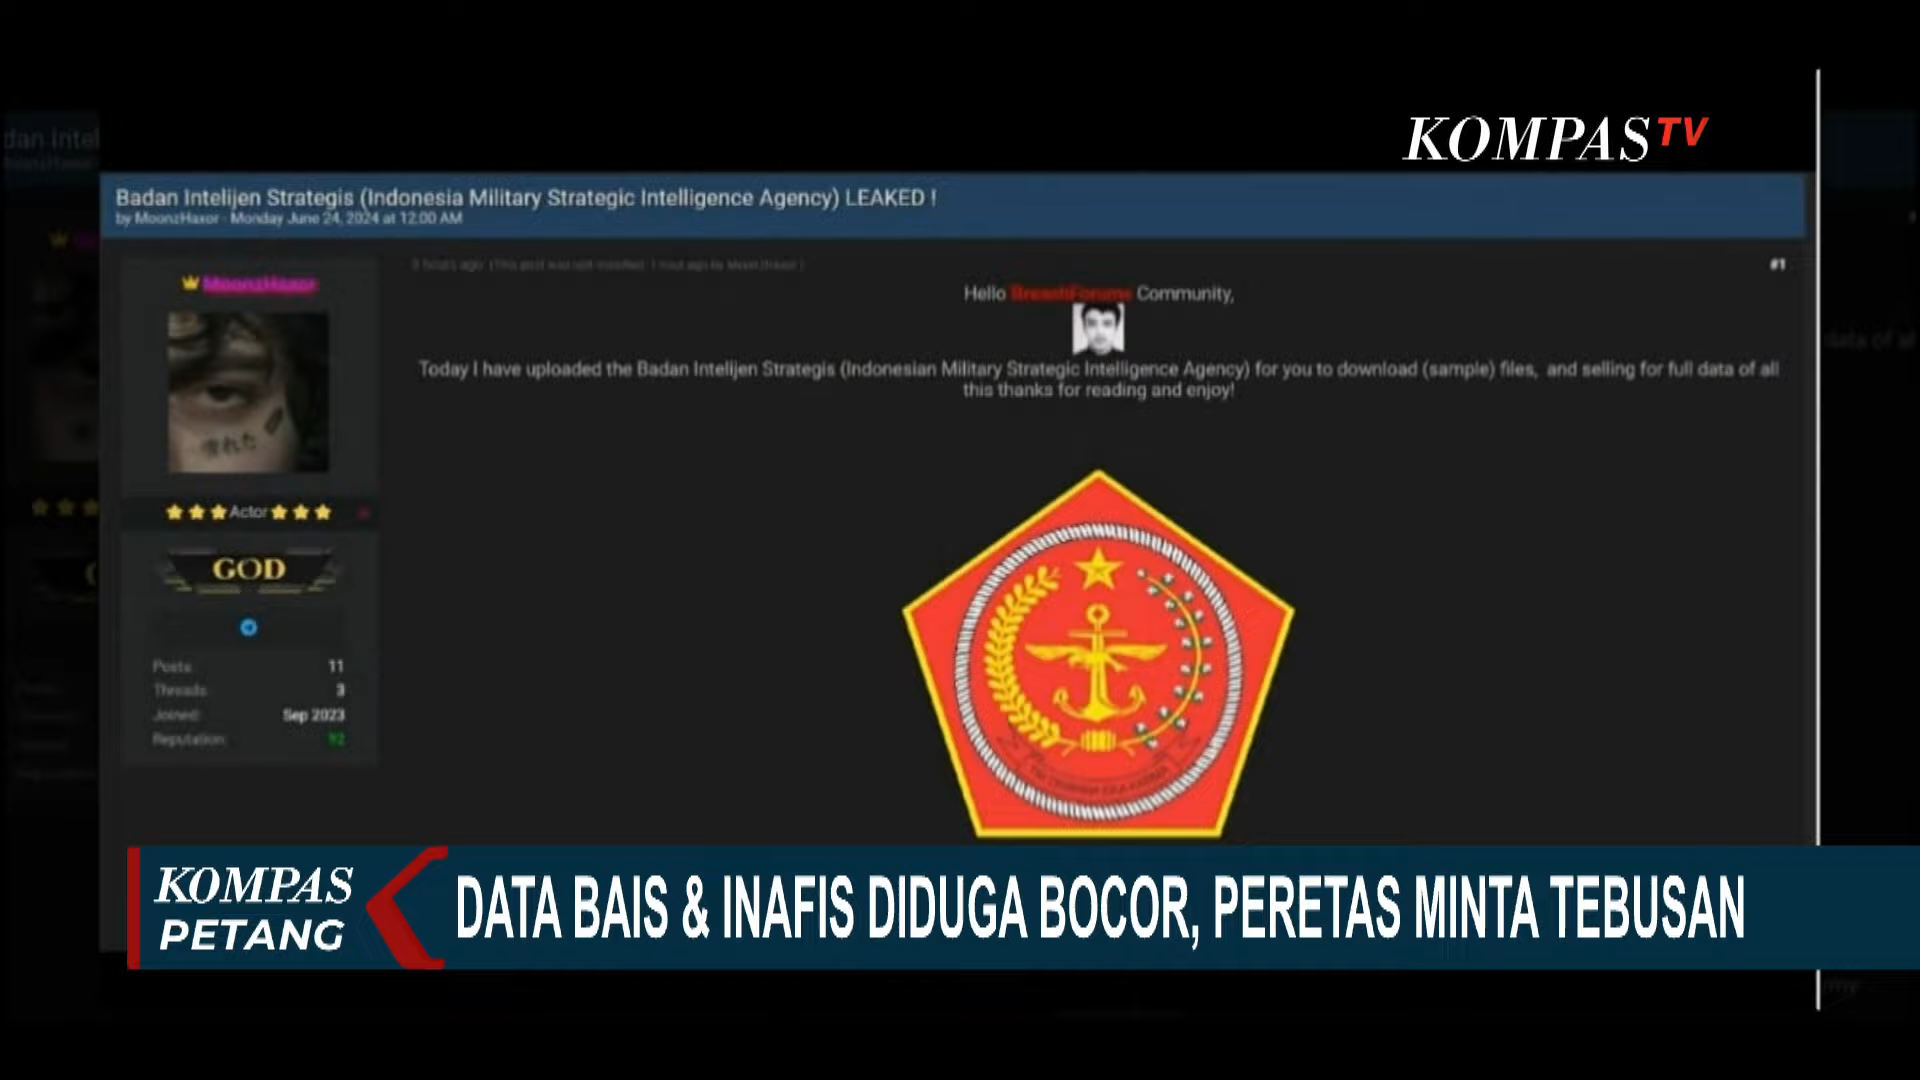 KOMPAS TV
Badan Intelijen Strategis (Indonesia Military Strategic Intelligence Agency) LEAKED !
by MoonzHaxor - Monday June 24, 2024 at 12:00 AM
MoonzHaxor
#1
Hello BreachForums Community,
Today I have uploaded the Badan Intelijen Strategis (Indonesian Military Strategic Intelligence Agency) for you to download (sample) files, and selling for full data of all
this thanks for reading and enjoy!
Actor
GOD
Posts: 11
Threads: 3
Joined: Sep 2023
Reputation: 92
KOMPAS
PETANG
DATA BAIS & INAFIS DIDUGA BOCOR, PERETAS MINTA TEBUSAN